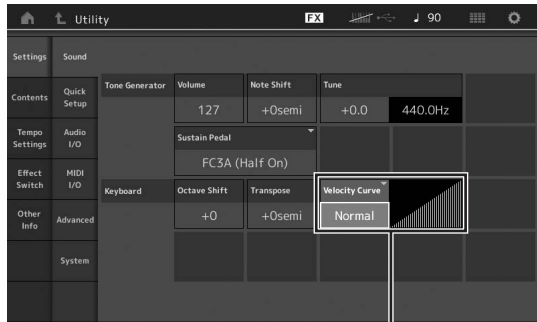 Utility
FX
90
Settings
Sound
Contents
Quick
Setup
Tempo
Settings
Audio
I/O
Effect
Switch
MIDI
I/O
Other
Info
Advanced
System
Tone Generator
Volume
Note Shift
Tune
127
+0semi
+0.0
440.0Hz
Sustain Pedal
FC3A (Half On)
Keyboard
Octave Shift
Transpose
Velocity Curve
+0
+0semi
Normal